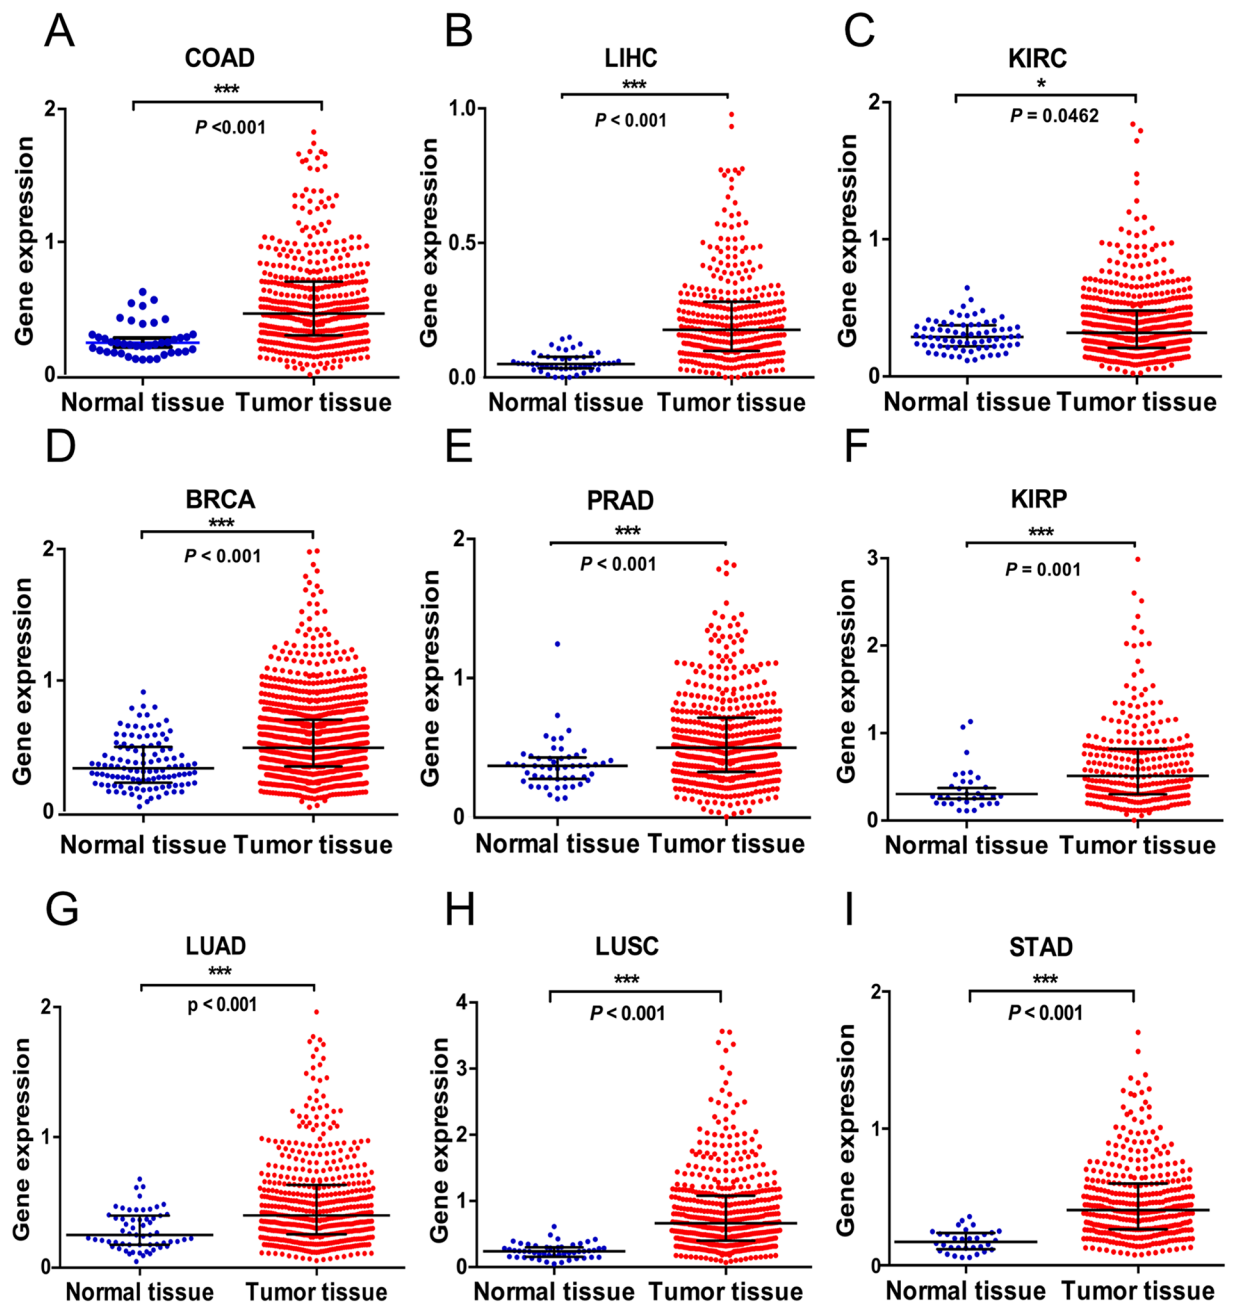 A
COAD
***
P <0.001
Gene expression
2
1
0
Normal tissue Tumor tissue
B
LIHC
***
P < 0.001
Gene expression
1.0
0.5
0.0
Normal tissue Tumor tissue
C
KIRC
*
P = 0.0462
Gene expression
2
1
0
Normal tissue Tumor tissue
D
BRCA
***
P < 0.001
Gene expression
2
1
0
Normal tissue Tumor tissue
E
PRAD
***
P < 0.001
Gene expression
2
1
0
Normal tissue Tumor tissue
F
KIRP
***
P = 0.001
Gene expression
3
2
1
0
Normal tissue Tumor tissue
G
LUAD
***
p < 0.001
Gene expression
2
1
0
Normal tissue Tumor tissue
H
LUSC
***
P < 0.001
Gene expression
4
3
2
1
0
Normal tissue Tumor tissue
I
STAD
***
P < 0.001
Gene expression
2
1
0
Normal tissue Tumor tissue